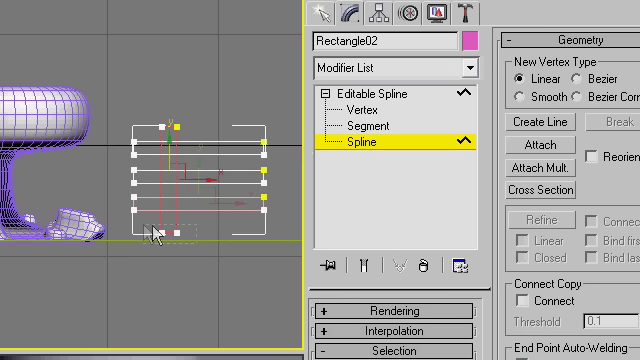 Rectangle02
Modifier List
Editable Spline
Vertex
Segment
Spline
Rendering
Interpolation
Selection
Geometry
New Vertex Type
Linear Bezier
Smooth Bezier Corn
Create Line Break
Attach
Attach Mult. Reorien
Cross Section
Refine Connec
Linear Bind firs
Closed Bind las
Connect Copy
Connect
Threshold 0.1
End Point Auto-Welding